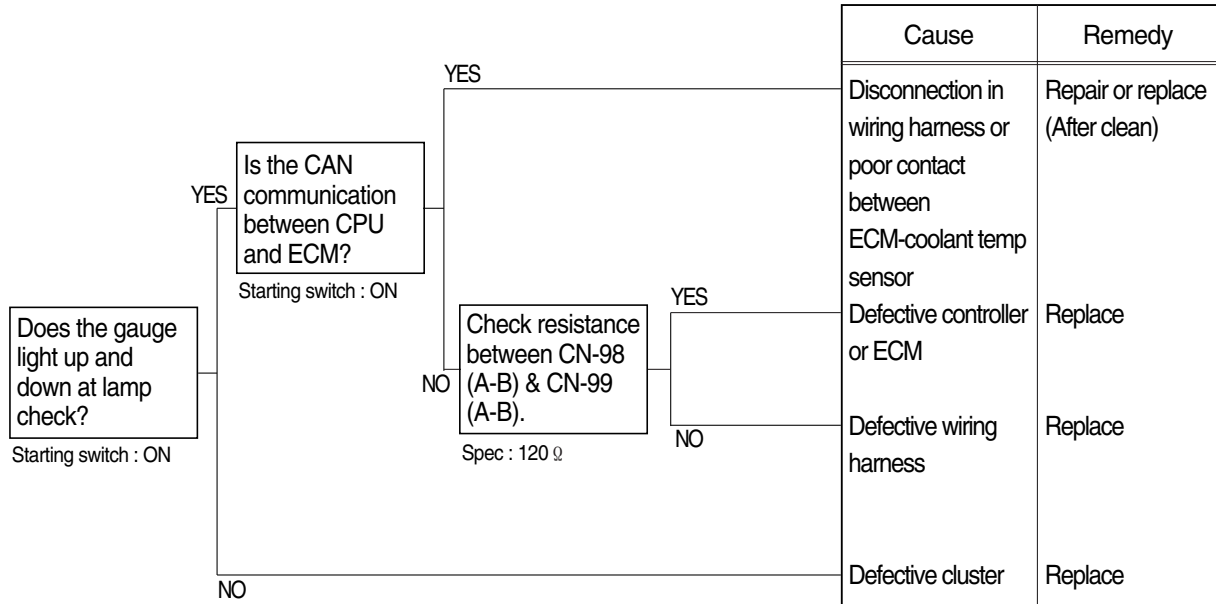 Cause
Remedy
YES
Disconnection in
wiring harness or
poor contact
between
ECM-coolant temp
sensor
Repair or replace
(After clean)
YES
Is the CAN
communication
between CPU
and ECM?
Starting switch : ON
Does the gauge
light up and
down at lamp
check?
Starting switch : ON
NO
Check resistance
between CN-98
(A-B) & CN-99
(A-B).
Spec : 120 Ω
YES
Defective controller
or ECM
Replace
NO
Defective wiring
harness
Replace
NO
Defective cluster
Replace